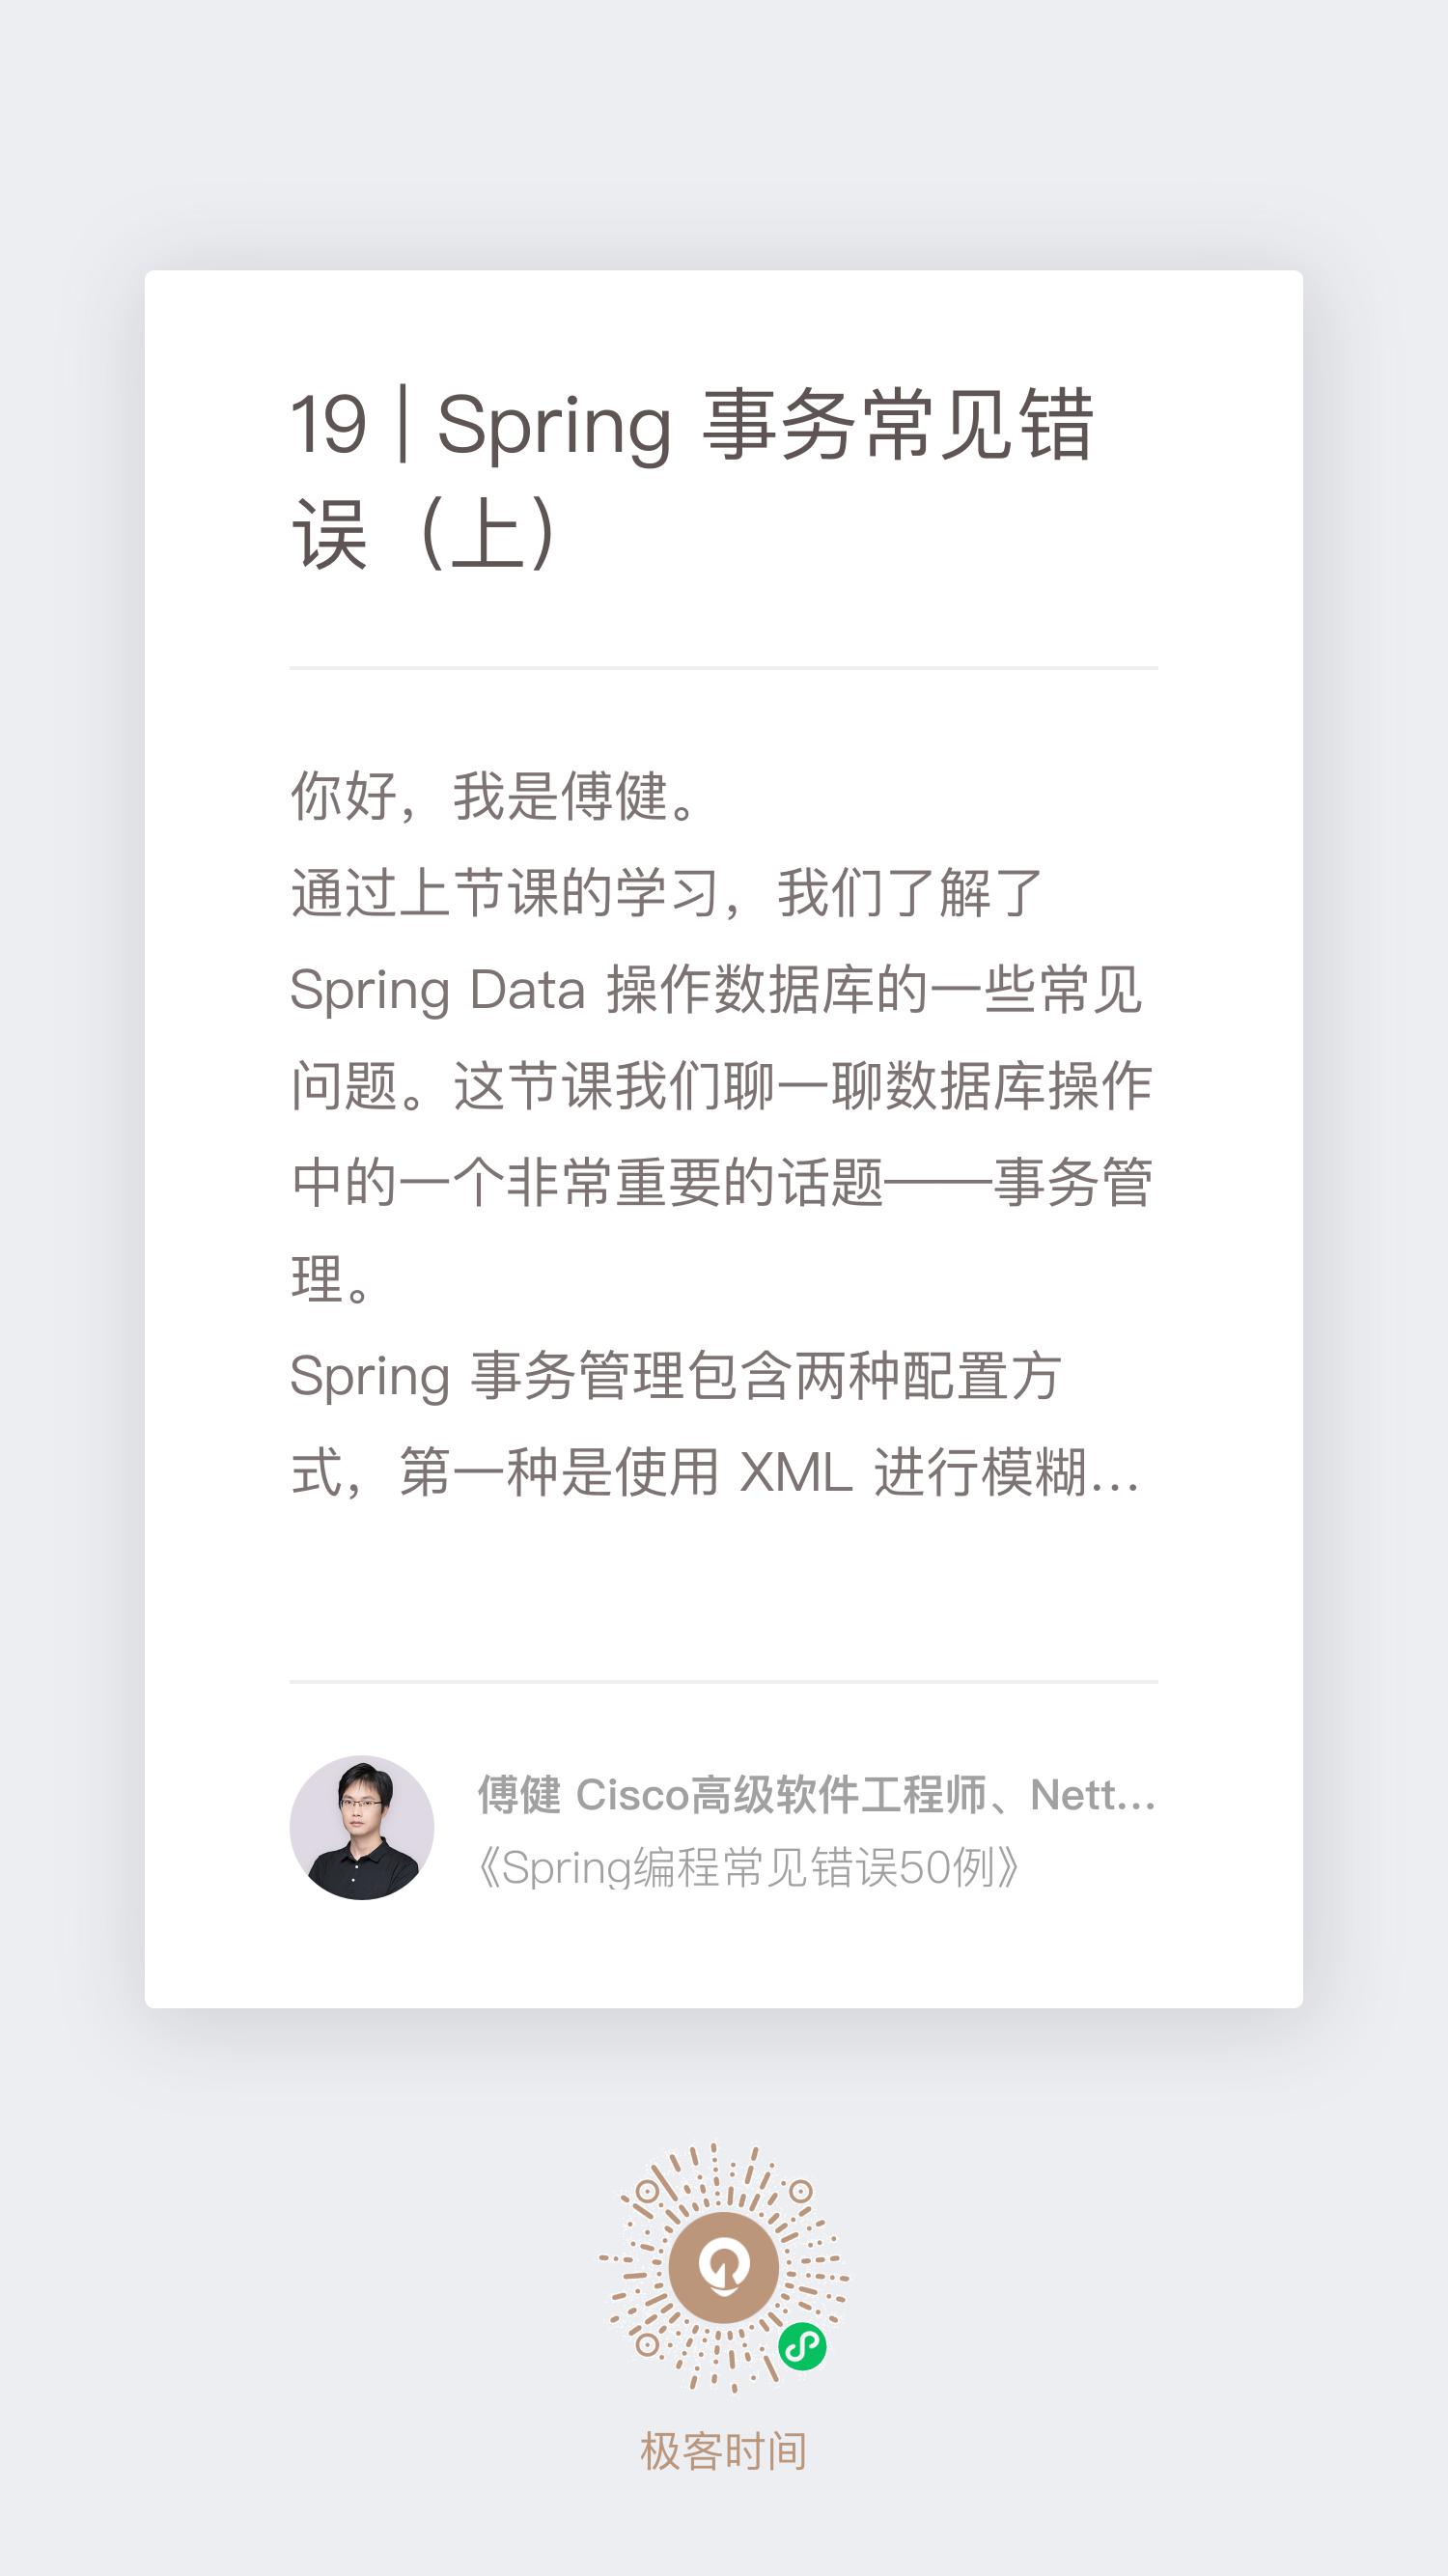 19 | Spring 事务常见错
误（上）
你好，我是傅健。
通过上节课的学习，我们了解了
Spring Data 操作数据库的一些常见
问题。这节课我们聊一聊数据库操作
中的一个非常重要的话题——事务管
理。
Spring 事务管理包含两种配置方
式，第一种是使用 XML 进行模糊...
傅健 Cisco高级软件工程师、Nett...
《Spring编程常见错误50例》
极客时间